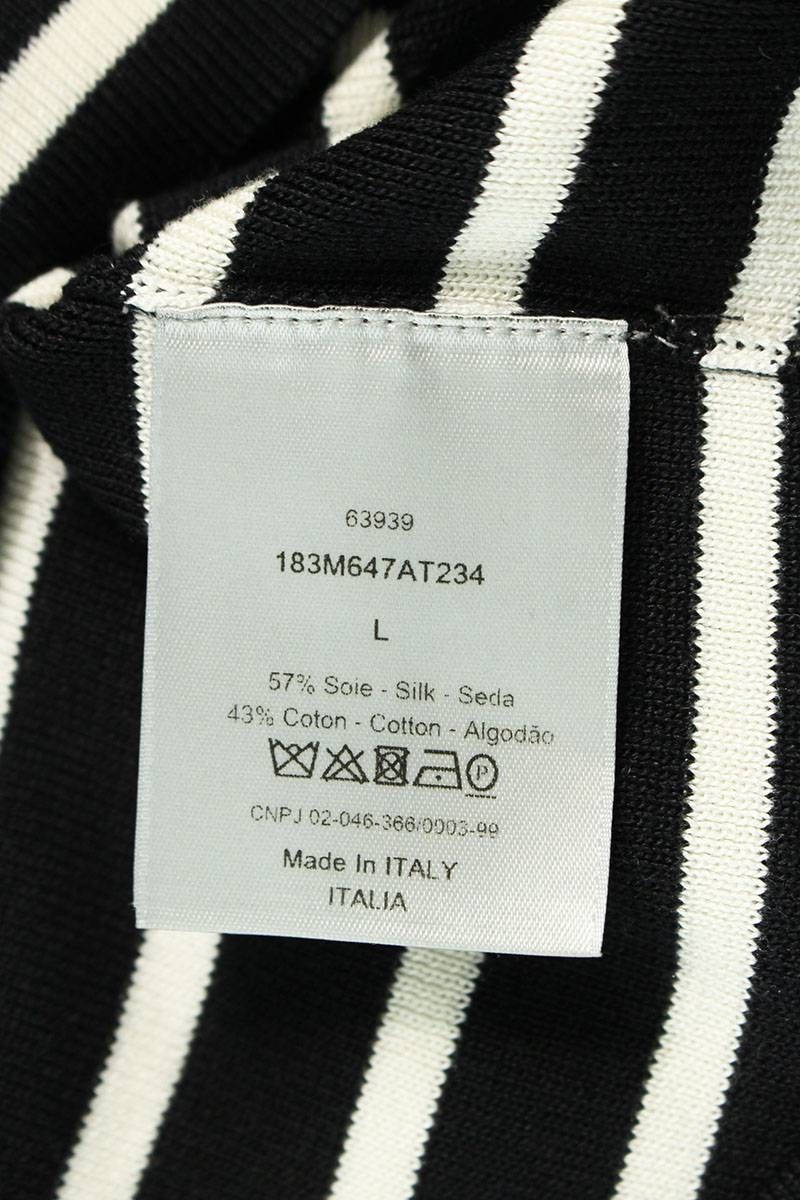 63939
183M647AT234
L
57% Soie - Silk - Seda
43% Coton - Cotton - Algodão
P
CNPJ 02-046-366/0003-99
Made In ITALY
ITALIA